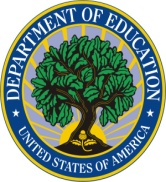 DEPARTMENT OF EDUCATION
UNITED STATES OF AMERICA